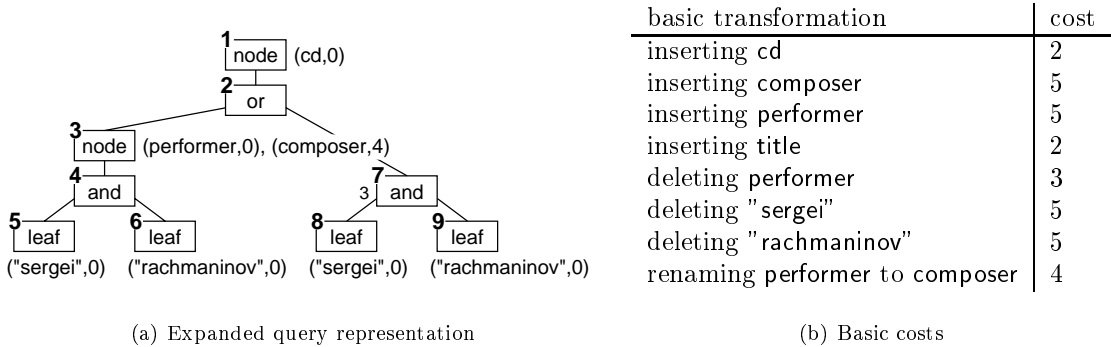 1
node (cd,0)
2
or
3
node (performer,0), (composer,4)
4
and
7
3 and
5
leaf
6
leaf
8
leaf
9
leaf
("sergei",0) ("rachmaninov",0) ("sergei",0) ("rachmaninov",0)
(a) Expanded query representation
basic transformation cost
inserting cd 2
inserting composer 5
inserting performer 5
inserting title 2
deleting performer 3
deleting "sergei" 5
deleting "rachmaninov" 5
renaming performer to composer 4
(b) Basic costs